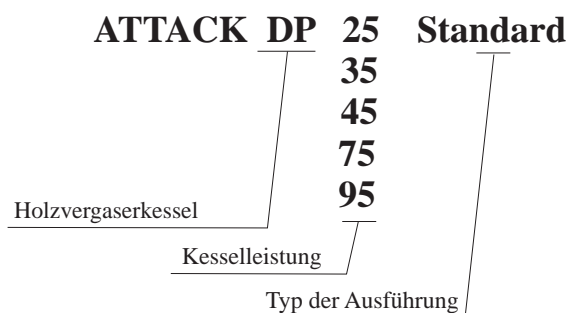 ATTACK DP 25 Standard
35
45
75
95
Holzvergaserkessel
Kesselleistung
Typ der Ausführung